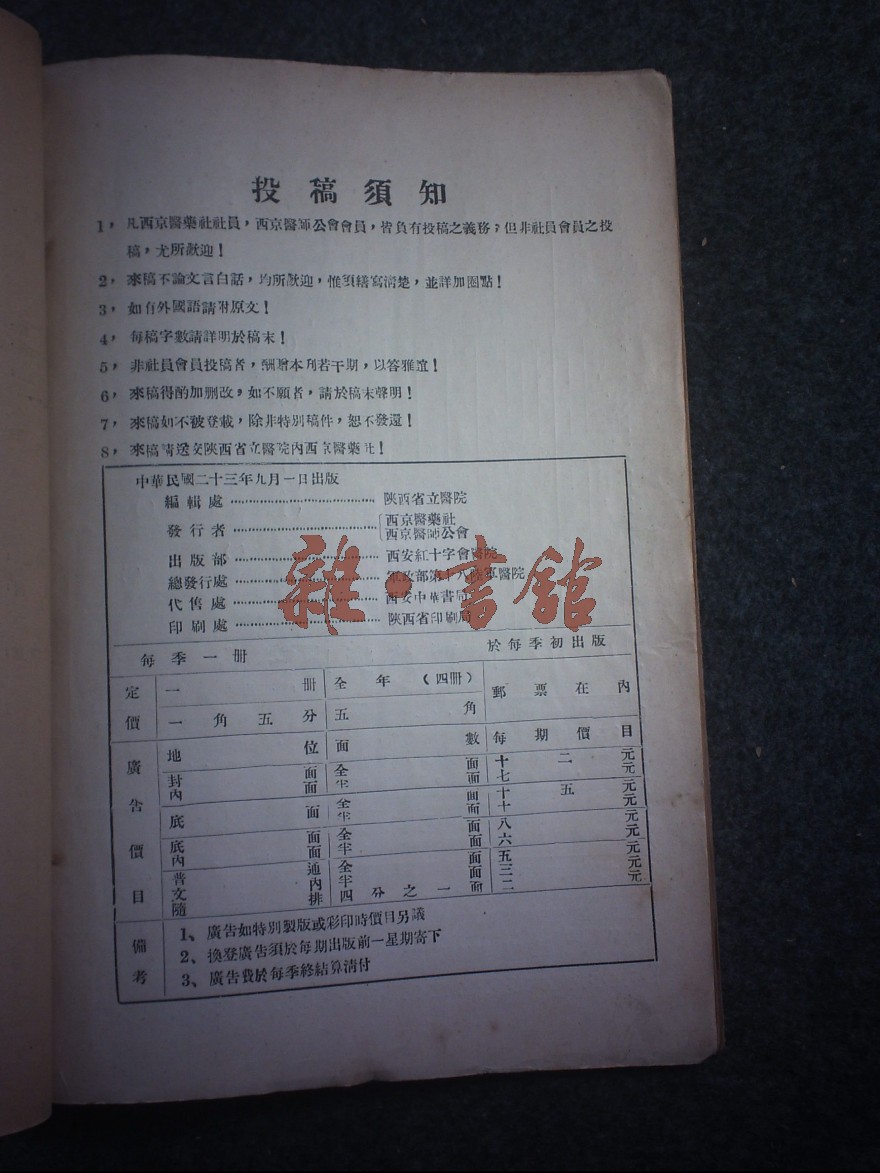 投稿須知
1，凡西京醫藥社社員，西京醫師公會會員，皆負有投稿之義務；但非社員會員之投
稿，尤所歡迎！
2，來稿不論文言白話，均所歡迎，惟須繕寫清楚，並詳加圈點！
3，如有外國語請附原文！
4，每稿字數請詳明於稿末！
5，非社員會員投稿者，酬贈本刊若干期，以答雅誼！
6，來稿得酌加刪改，如不願者，請於稿末聲明！
7，來稿如不被登載，除非特別稿件，恕不發還！
8，來稿請送交陝西省立醫院內西京醫藥社！
中華民國二十三年九月一日出版
編輯處……………………………陝西省立醫院
發行者……………………………西京醫藥社
西京醫師公會
出版部……………………………西安紅十字會醫院
總發行處…………………………軍政部第十八陸軍醫院
代售處……………………………西安中華書局
印刷處……………………………陝西省印刷局
雜·書館
每季一冊 於每季初出版
定價 一冊 全年（四冊） 郵票在內
一角五分 五角
廣告價目 地位 面數 每期價目
封面內面 全面 十二元
半面 七元
底面 全面 十五元
半面 十元
底面內面 全面 八元
半面 六元
普通文內 全面 五元
半面 三元
隨排 四分之一面 二元
備考
1、廣告如特別製版或彩印時價目另議
2、換登廣告須於每期出版前一星期寄下
3、廣告費於每季終結算清付